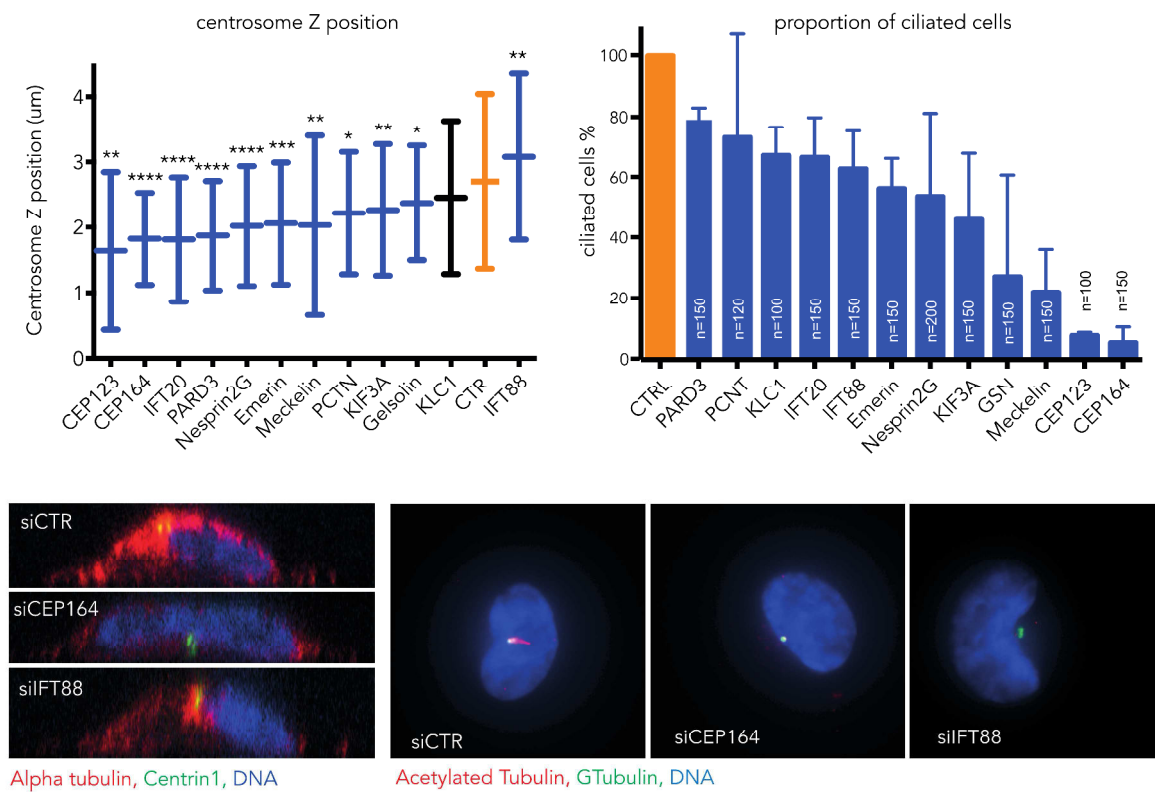 centrosome Z position
Centrosome Z position (um)
4
3
2
1
0
**
****
****
****
****
***
**
*
**
*
**
CEP123
CEP164
IFT20
PARD3
Nesprin2G
Emerin
Meckelin
PCTN
KIF3A
Gelsolin
KLC1
CTR
IFT88
proportion of ciliated cells
ciliated cells %
100
80
60
40
20
0
n=150
n=120
n=100
n=150
n=150
n=150
n=200
n=150
n=150
n=150
n=100
n=150
CTRL
PARD3
PCNT
KLC1
IFT20
IFT88
Emerin
Nesprin2G
KIF3A
GSN
Meckelin
CEP123
CEP164
siCTR
siCEP164
siIFT88
Alpha tubulin, Centrin1, DNA
siCTR
siCEP164
siIFT88
Acetylated Tubulin, GTubulin, DNA